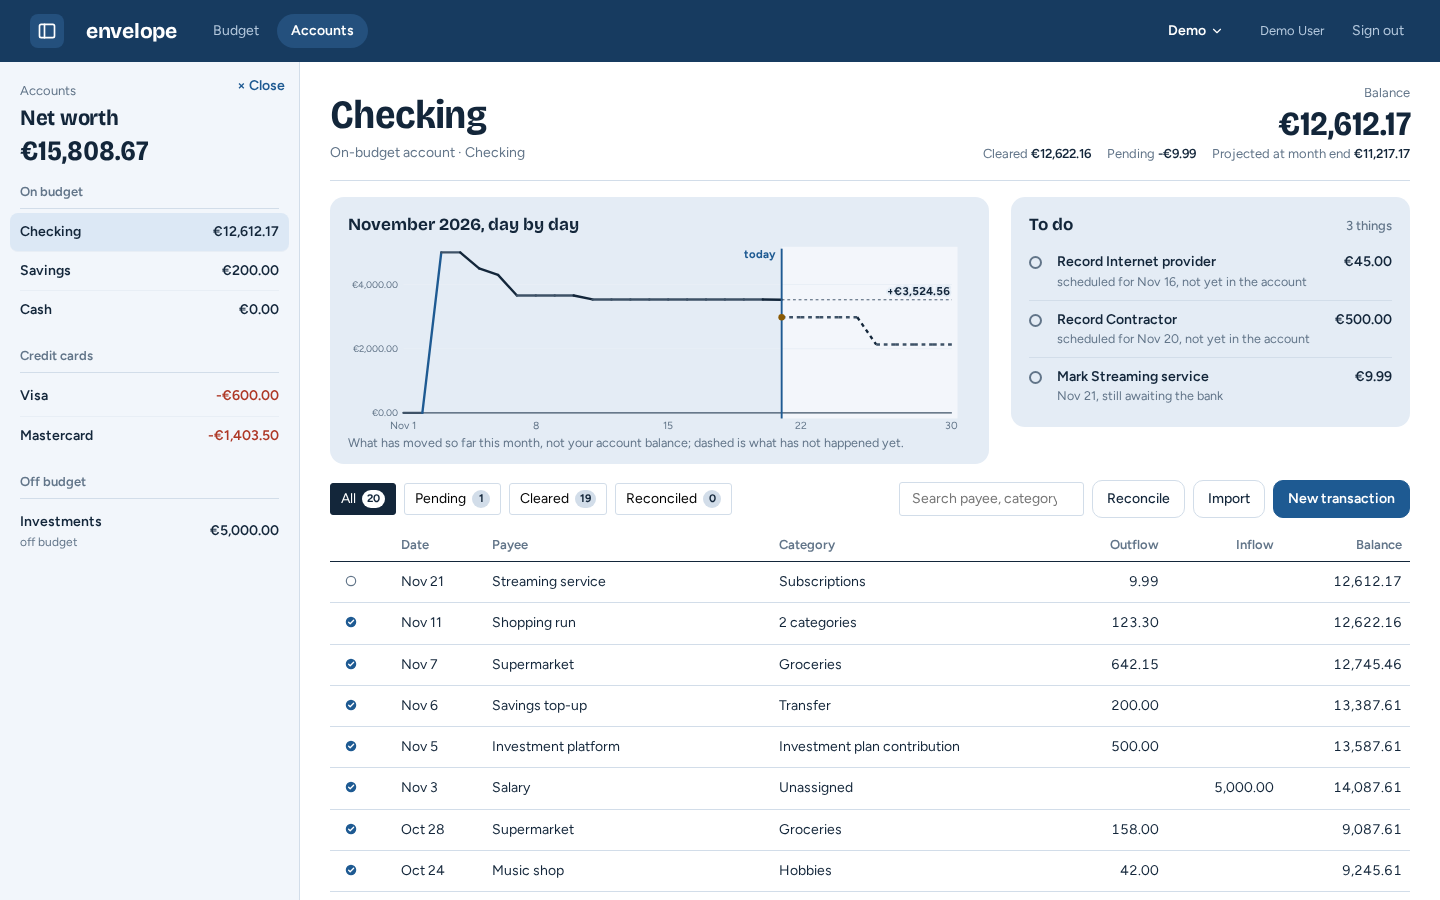 envelope
Budget
Accounts
Demo
Demo User
Sign out
Accounts
× Close
Net worth
€15,808.67
On budget
Checking €12,612.17
Savings €200.00
Cash €0.00
Credit cards
Visa -€600.00
Mastercard -€1,403.50
Off budget
Investments €5,000.00
off budget
Checking
On-budget account · Checking
Balance
€12,612.17
Cleared €12,622.16 Pending -€9.99 Projected at month end €11,217.17
November 2026, day by day
today
€4,000.00
+€3,524.56
€2,000.00
€0.00
Nov 1 8 15 22 30
What has moved so far this month, not your account balance; dashed is what has not happened yet.
To do 3 things
Record Internet provider €45.00
scheduled for Nov 16, not yet in the account
Record Contractor €500.00
scheduled for Nov 20, not yet in the account
Mark Streaming service €9.99
Nov 21, still awaiting the bank
All 20 Pending 1 Cleared 19 Reconciled 0
Search payee, category
Reconcile
Import
New transaction
Date Payee Category Outflow Inflow Balance
Nov 21 Streaming service Subscriptions 9.99 12,612.17
Nov 11 Shopping run 2 categories 123.30 12,622.16
Nov 7 Supermarket Groceries 642.15 12,745.46
Nov 6 Savings top-up Transfer 200.00 13,387.61
Nov 5 Investment platform Investment plan contribution 500.00 13,587.61
Nov 3 Salary Unassigned 5,000.00 14,087.61
Oct 28 Supermarket Groceries 158.00 9,087.61
Oct 24 Music shop Hobbies 42.00 9,245.61